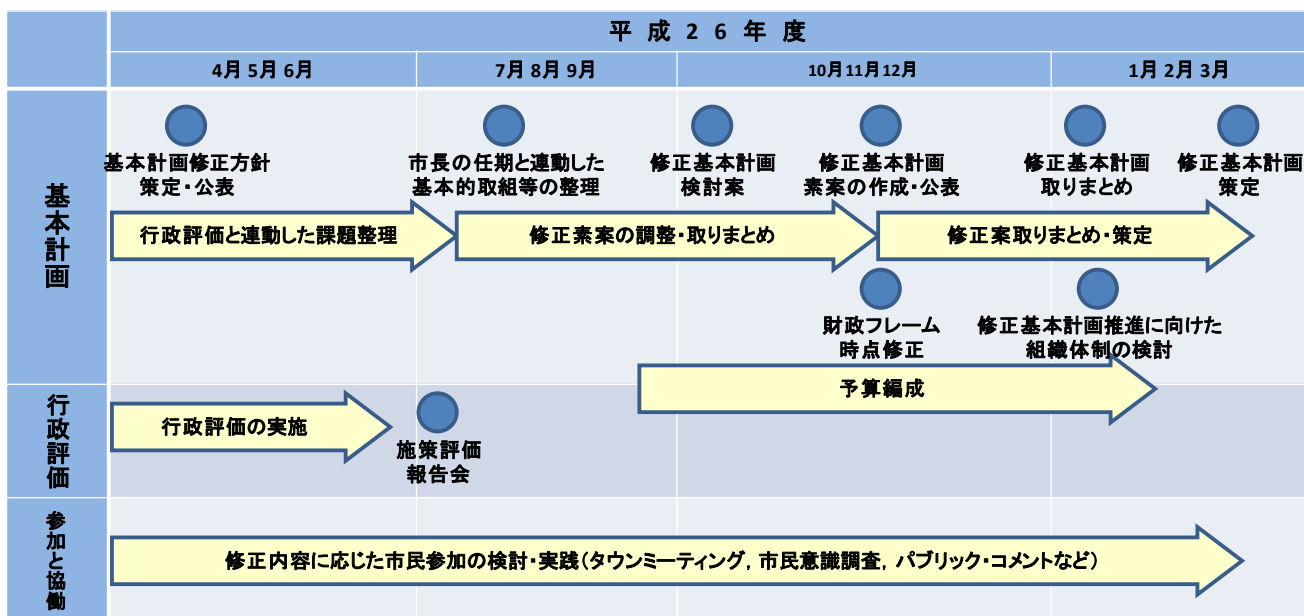 平成26年度
4月 5月 6月
7月 8月 9月
10月 11月 12月
1月 2月 3月
基本計画
基本計画修正方針
策定・公表
市長の任期と連動した
基本的取組等の整理
修正基本計画
検討案
修正基本計画
素案の作成・公表
修正基本計画
取りまとめ
修正基本計画
策定
行政評価と連動した課題整理
修正素案の調整・取りまとめ
修正案取りまとめ・策定
財政フレーム
時点修正
修正基本計画推進に向けた
組織体制の検討
予算編成
行政評価
行政評価の実施
施策評価
報告会
参加と協働
修正内容に応じた市民参加の検討・実践(タウンミーティング, 市民意識調査, パブリック・コメントなど)